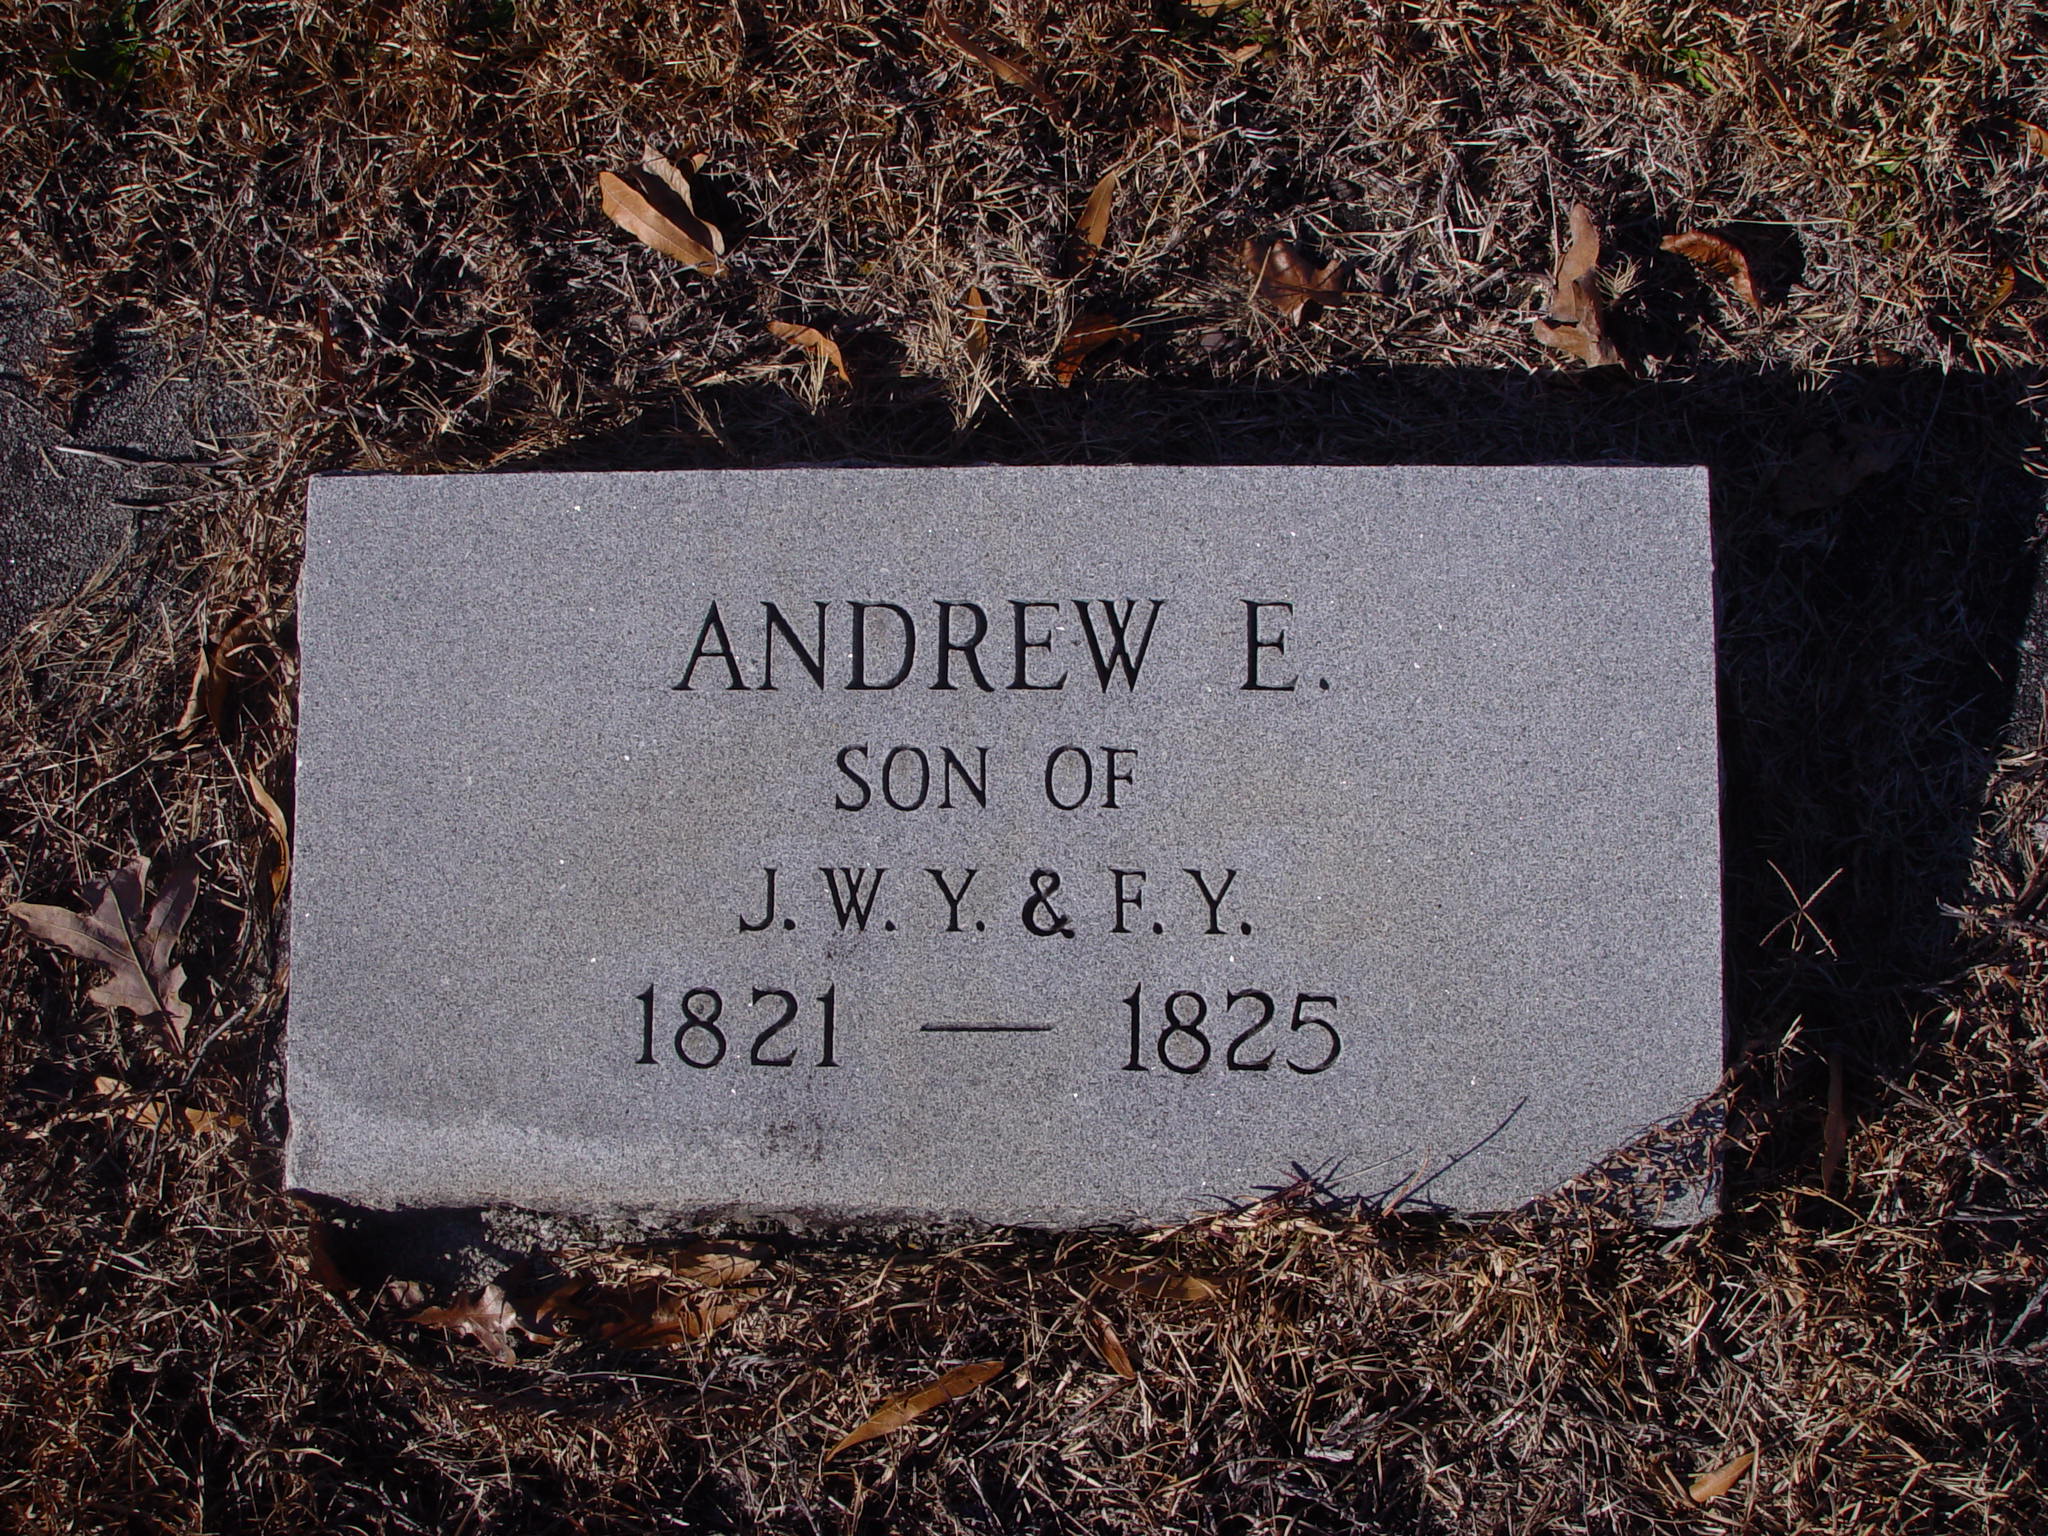 ANDREW E.
SON OF
J. W. Y. & F. Y.
1821 — 1825